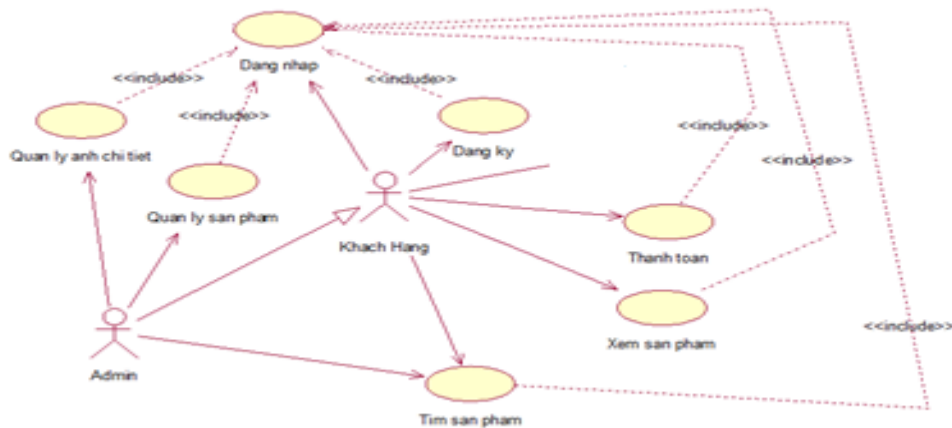 Dang nhap
<<include>>
<<include>>
<<include>>
<<include>>
<<include>>
<<include>>
Quan ly anh chi tiet
Dang ky
Quan ly san pham
Khach Hang
Thanh toan
Xem san pham
Admin
Tim san pham